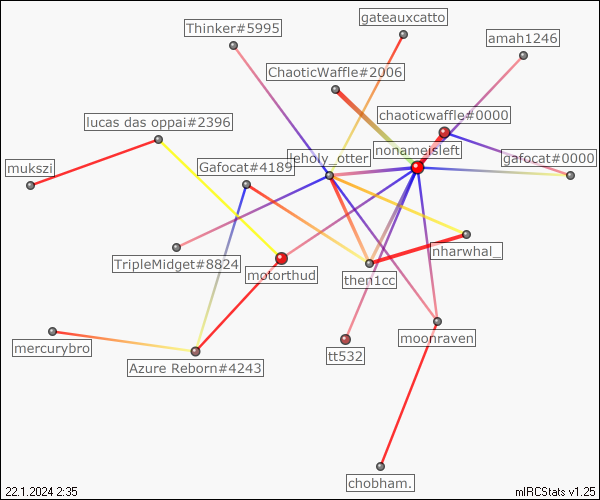 gateauxcatto
Thinker#5995
amah1246
ChaoticWaffle#2006
chaoticwaffle#0000
lucas das oppai#2396
nonameisleft
leholy_otter
gafocat#0000
mukszi
Gafocat#4189
nharwhal_
TripleMidget#8824
motorthud
then1cc
moonraven
mercurybro
tt532
Azure Reborn#4243
chobham.
22.1.2024 2:35
mIRCStats v1.25